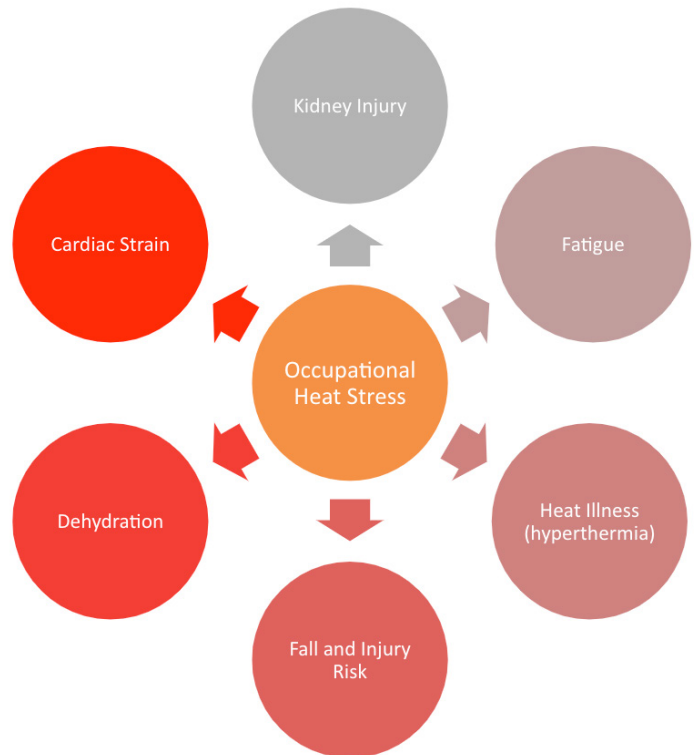 Kidney Injury
Cardiac Strain
Fatigue
Occupational
Heat Stress
Dehydration
Heat Illness
(hyperthermia)
Fall and Injury
Risk